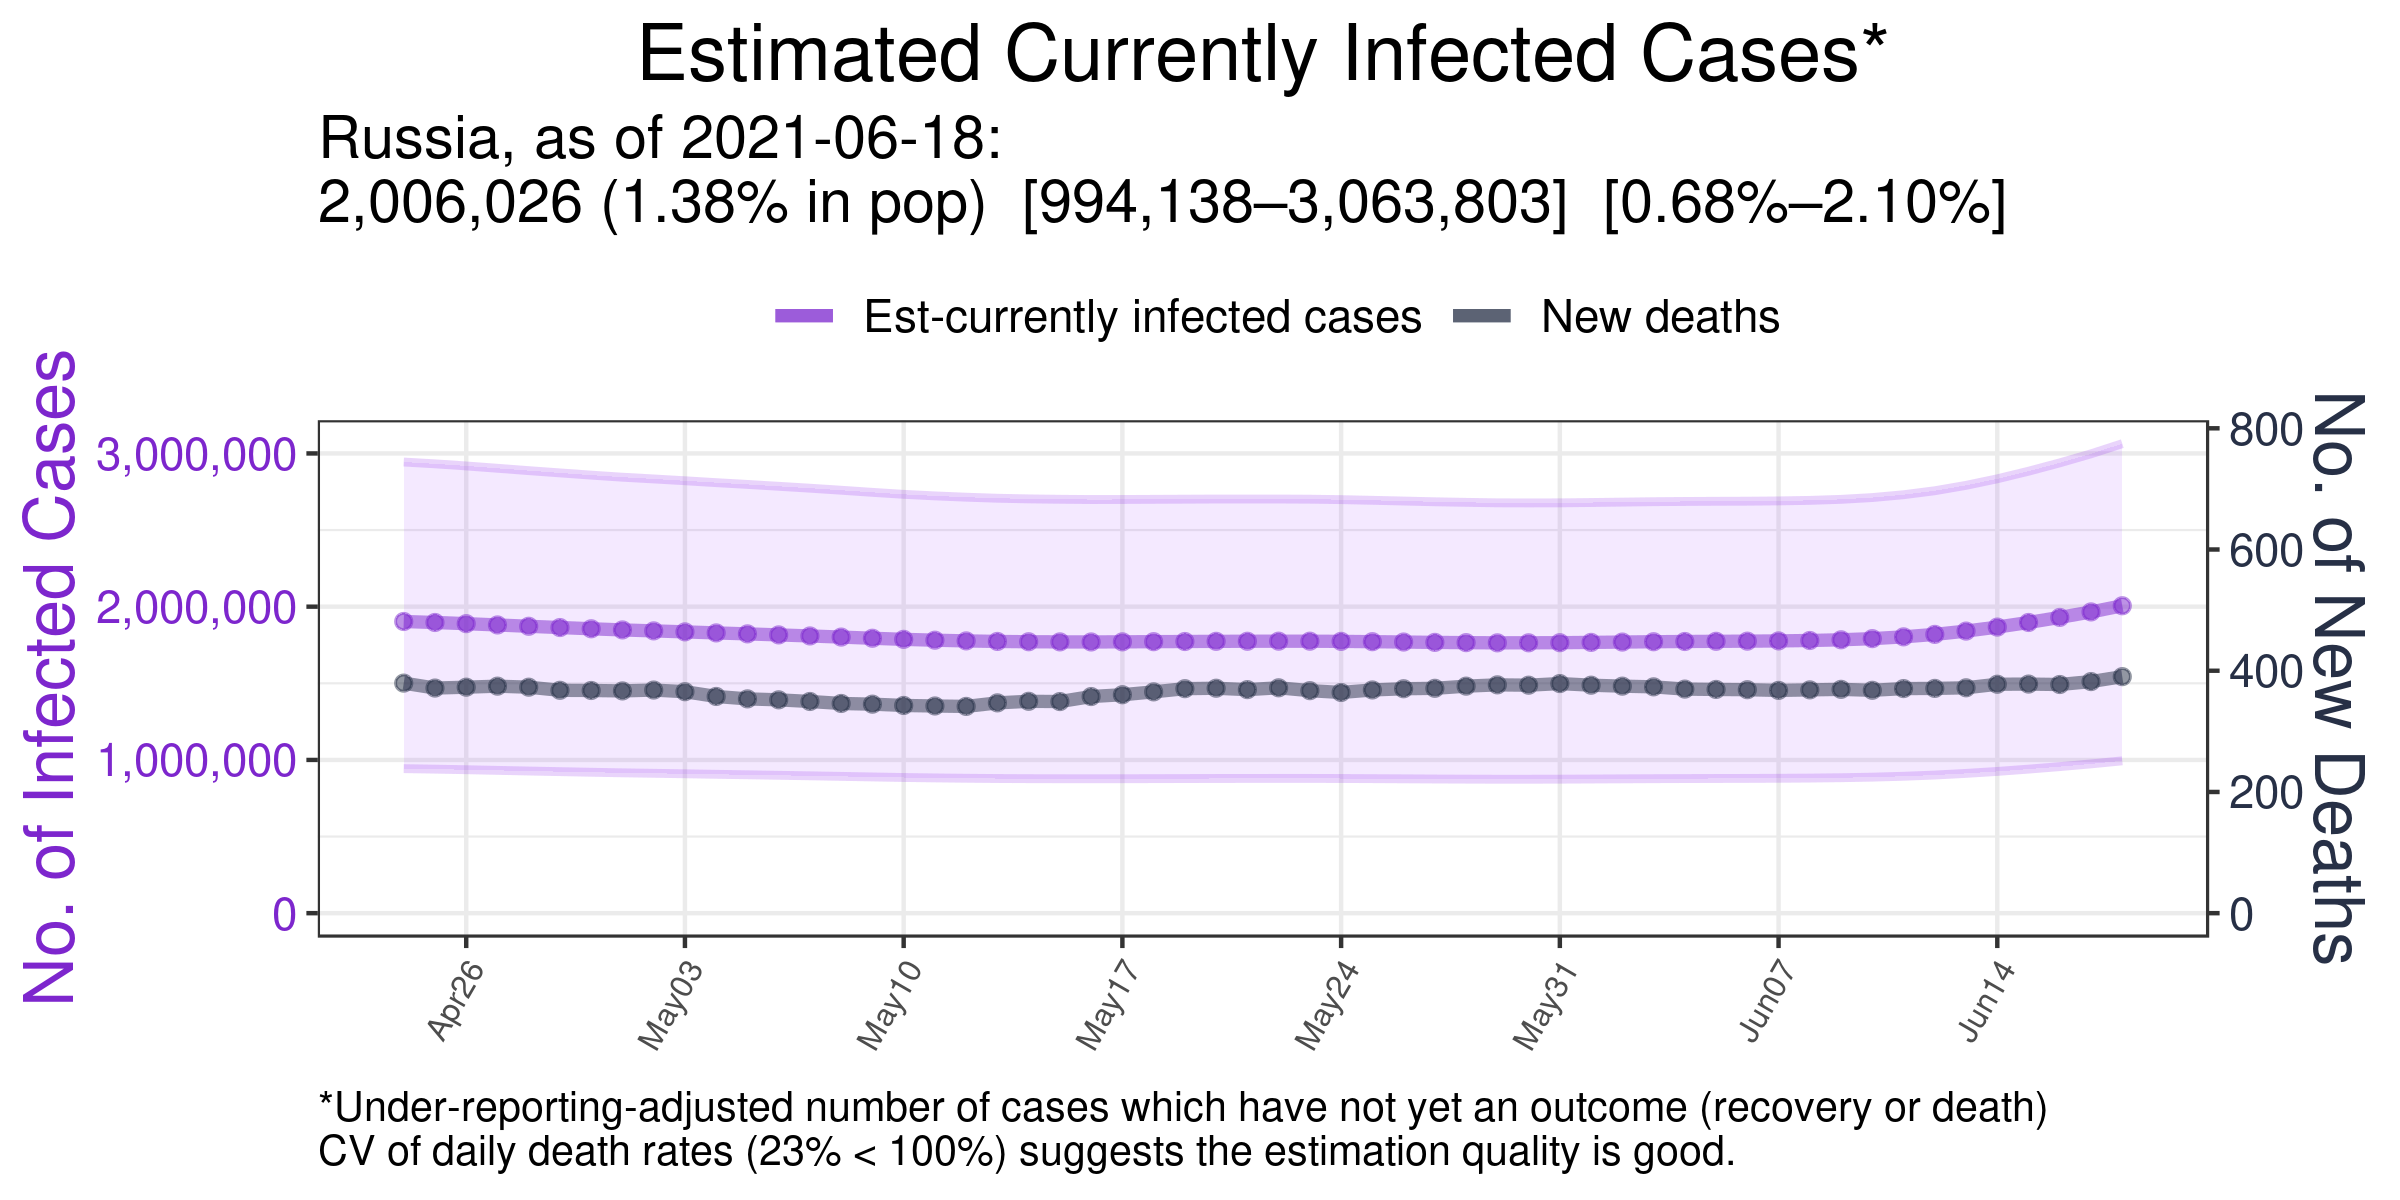 Estimated Currently Infected Cases*
Russia, as of 2021-06-18:
2,006,026 (1.38% in pop) [994,138–3,063,803] [0.68%–2.10%]
Est-currently infected cases New deaths
No. of Infected Cases
3,000,000
2,000,000
1,000,000
0
800
600
400
200
0
No. of New Deaths
Apr26 May03 May10 May17 May24 May31 Jun07 Jun14
*Under-reporting-adjusted number of cases which have not yet an outcome (recovery or death)
CV of daily death rates (23% < 100%) suggests the estimation quality is good.